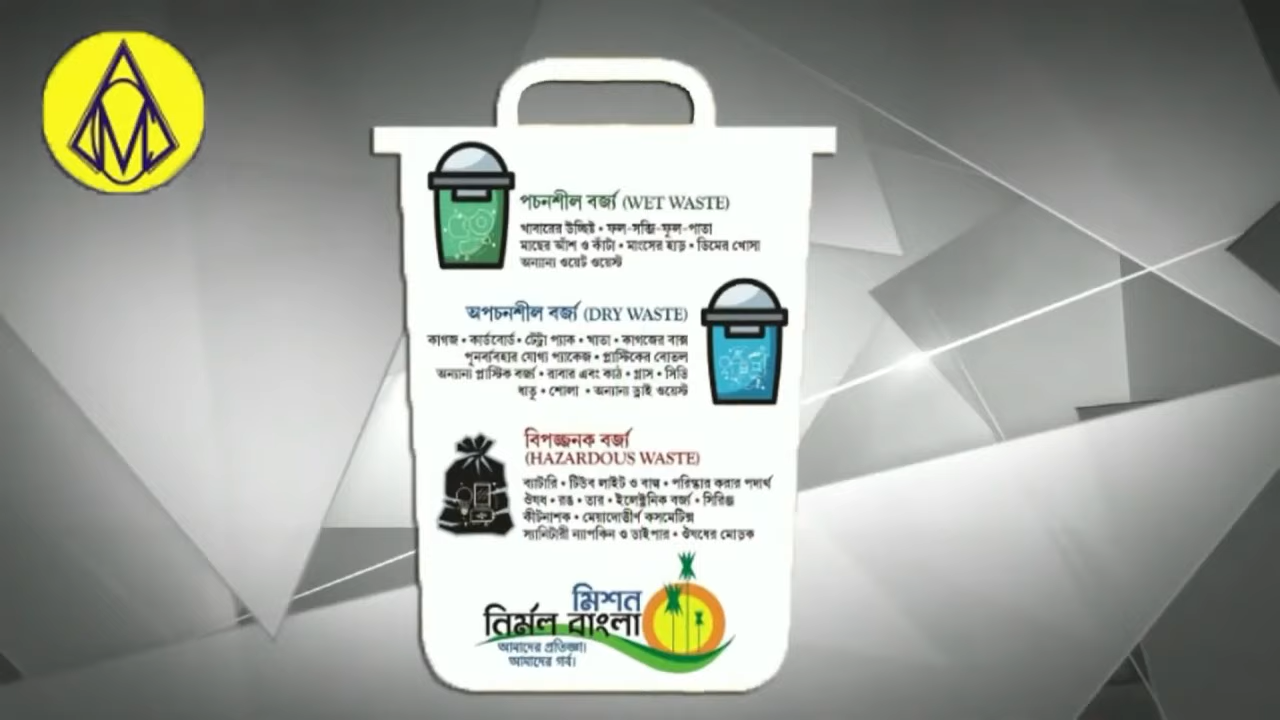 পচনশীল বর্জ্য (WET WASTE)
খাবারের উচ্ছিষ্ট • ফল-সব্জি-ফুল-পাতা
মাছের আঁশ ও কাঁটা • মাংসের হাড় • ডিমের খোসা
অন্যান্য ওয়েট ওয়েস্ট
অপচনশীল বর্জ্য (DRY WASTE)
কাগজ • কার্ডবোর্ড • টেট্রা প্যাক • খাতা • কাগজের বাক্স
পুনর্ব্যবহার যোগ্য প্যাকেজ • প্লাস্টিকের বোতল
অন্যান্য প্লাস্টিক বর্জ্য • রাবার এবং কাঠ • গ্লাস • সিডি
ধাতু • শোলা • অন্যান্য ড্রাই ওয়েস্ট
বিপজ্জনক বর্জ্য
(HAZARDOUS WASTE)
ব্যাটারি • টিউব লাইট ও বাল্ব • পরিষ্কার করার পদার্থ
ঔষধ • রঙ • তার • ইলেক্ট্রনিক বর্জ্য • সিরিঞ্জ
কীটনাশক • মেয়াদোত্তীর্ণ কসমেটিক্স
স্যানিটারী ন্যাপকিন ও ডাইপার • ঔষধের মোড়ক
মিশন
নির্মল বাংলা
আমাদের প্রতিজ্ঞা।
আমাদের গর্ব।